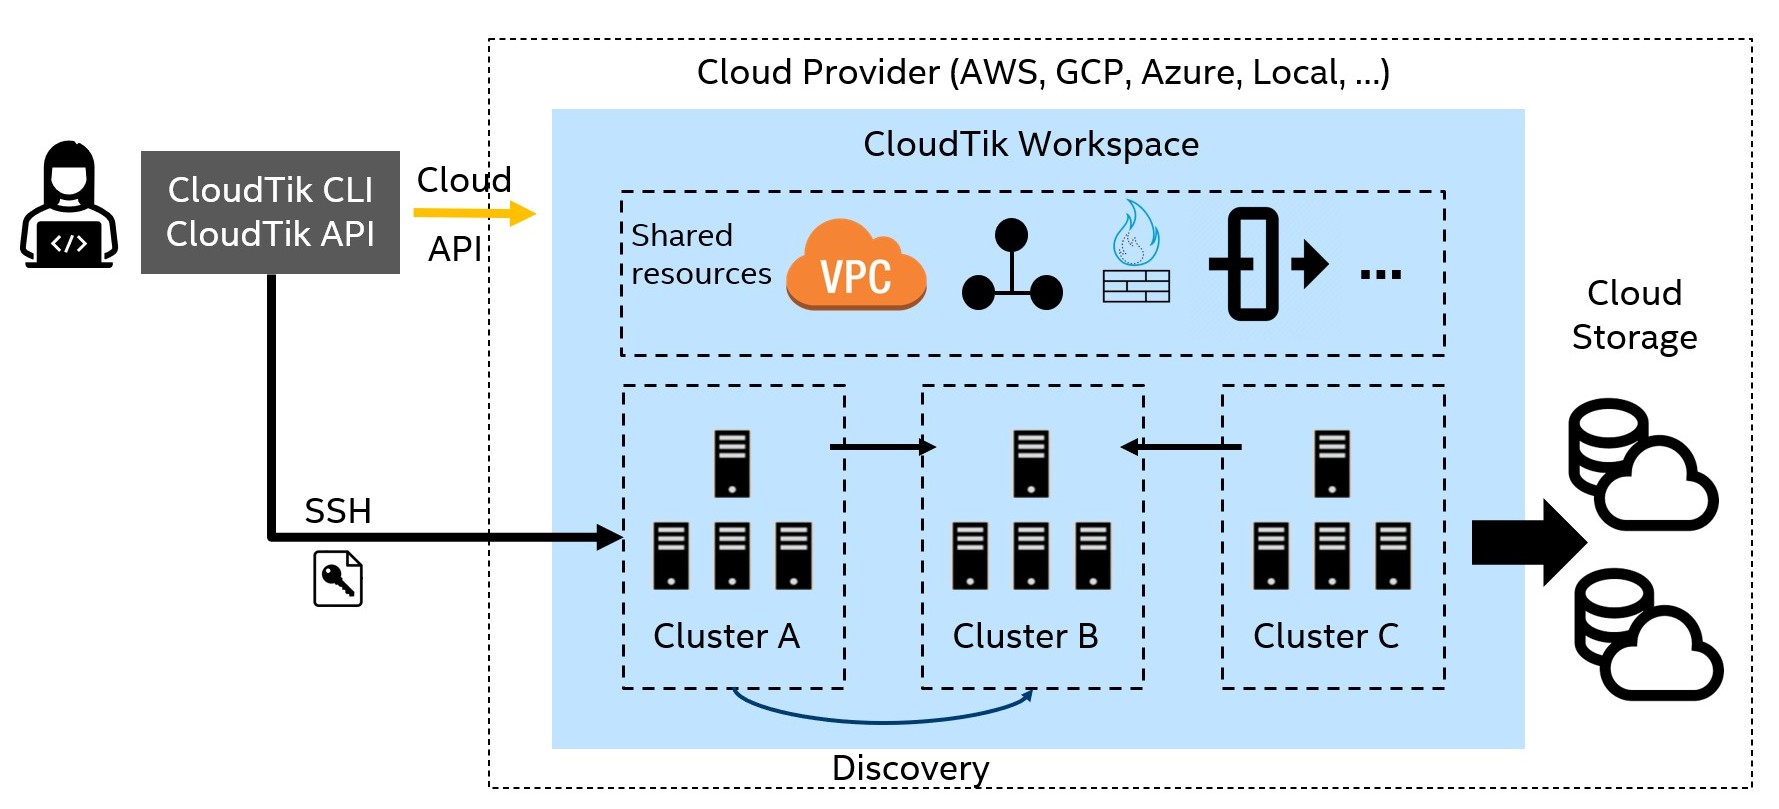 Cloud Provider (AWS, GCP, Azure, Local, ...)
CloudTik Workspace
CloudTik CLI
CloudTik API
Cloud
API
Shared
resources
VPC
...
Cloud
Storage
</>
SSH
Cluster A
Cluster B
Cluster C
Discovery